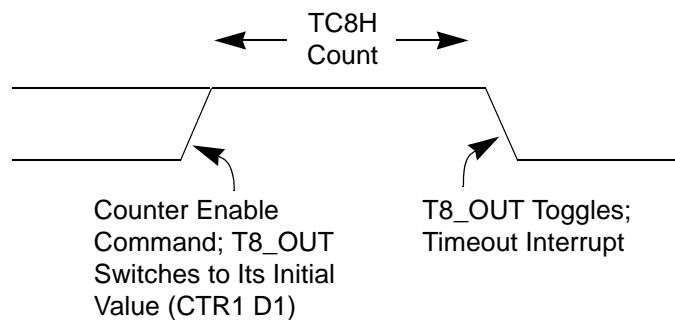 TC8H
Count
Counter Enable
Command; T8_OUT
Switches to Its Initial
Value (CTR1 D1)
T8_OUT Toggles;
Timeout Interrupt